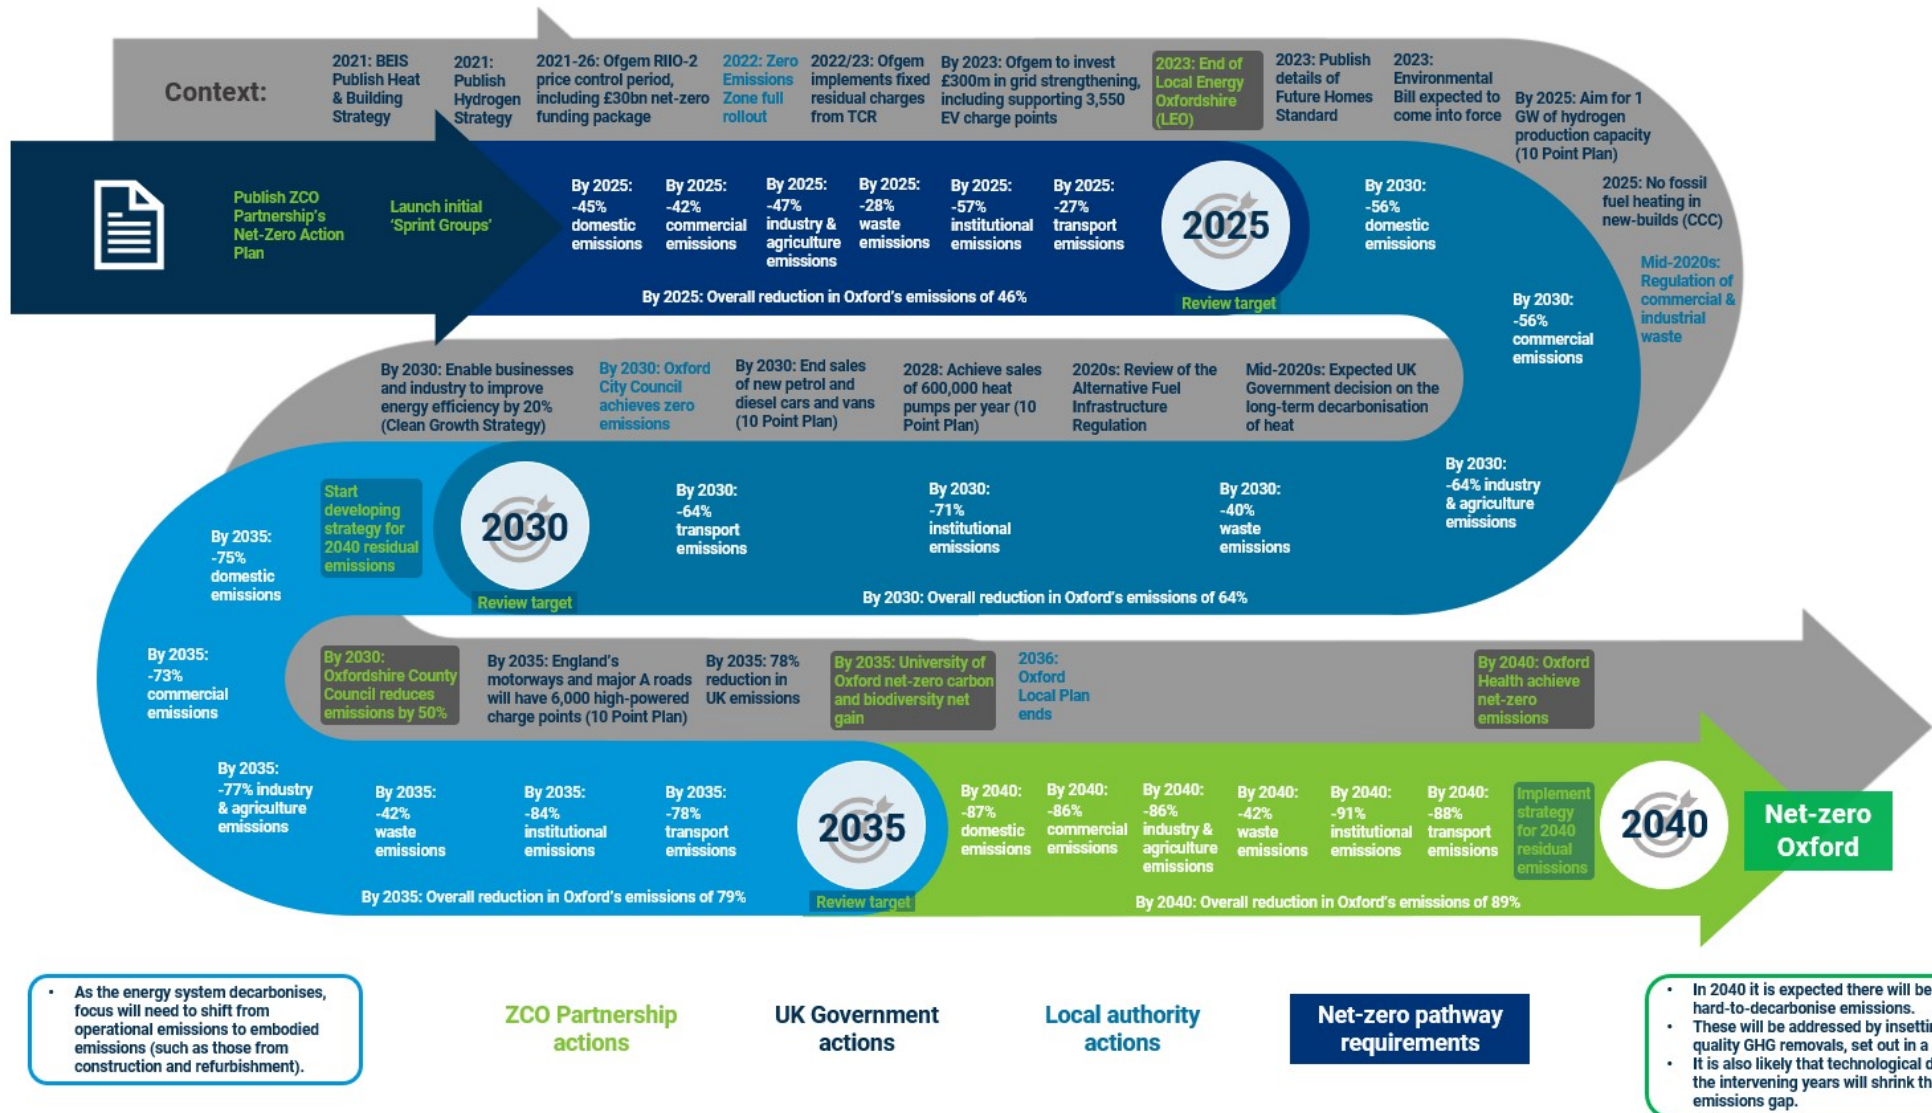 Context:
2021: BEIS
Publish Heat
& Building
Strategy
2021:
Publish
Hydrogen
Strategy
2021-26: Ofgem RIIO-2
price control period,
including £30bn net-zero
funding package
2022: Zero
Emissions
Zone full
rollout
2022/23: Ofgem
implements fixed
residual charges
from TCR
By 2023: Ofgem to invest
£300m in grid strengthening,
including supporting 3,550
EV charge points
2023: End of
Local Energy
Oxfordshire
(LEO)
2023: Publish
details of
Future Homes
Standard
2023:
Environmental
Bill expected to
come into force
By 2025: Aim for 1
GW of hydrogen
production capacity
(10 Point Plan)
2025: No fossil
fuel heating in
new-builds (CCC)
Mid-2020s:
Regulation of
commercial &
industrial
waste
Publish ZCO
Partnership's
Net-Zero Action
Plan
Launch initial
'Sprint Groups'
By 2025:
-45%
domestic
emissions
By 2025:
-42%
commercial
emissions
By 2025:
-47%
industry &
agriculture
emissions
By 2025:
-28%
waste
emissions
By 2025:
-57%
institutional
emissions
By 2025:
-27%
transport
emissions
2025
By 2025: Overall reduction in Oxford's emissions of 46%
Review target
By 2030:
-56%
domestic
emissions
By 2030:
-56%
commercial
emissions
By 2030: Enable businesses
and industry to improve
energy efficiency by 20%
(Clean Growth Strategy)
By 2030: Oxford
City Council
achieves zero
emissions
By 2030: End sales
of new petrol and
diesel cars and vans
(10 Point Plan)
2028: Achieve sales
of 600,000 heat
pumps per year (10
Point Plan)
2020s: Review of the
Alternative Fuel
Infrastructure
Regulation
Mid-2020s: Expected UK
Government decision on the
long-term decarbonisation
of heat
By 2030:
-64% industry
& agriculture
emissions
Start
developing
strategy for
2040 residual
emissions
2030
By 2030:
-64%
transport
emissions
By 2030:
-71%
institutional
emissions
By 2030:
-40%
waste
emissions
By 2035:
-75%
domestic
emissions
Review target
By 2030: Overall reduction in Oxford's emissions of 64%
By 2035:
-73%
commercial
emissions
By 2030:
Oxfordshire County
Council reduces
emissions by 50%
By 2035: England's
motorways and major A roads
will have 6,000 high-powered
charge points (10 Point Plan)
By 2035: 78%
reduction in
UK emissions
By 2035: University of
Oxford net-zero carbon
and biodiversity net
gain
2036:
Oxford
Local Plan
ends
By 2040: Oxford
Health achieve
net-zero
emissions
By 2035:
-77% industry
& agriculture
emissions
By 2035:
-42%
waste
emissions
By 2035:
-84%
institutional
emissions
By 2035:
-78%
transport
emissions
2035
By 2035: Overall reduction in Oxford's emissions of 79%
Review target
By 2040:
-87%
domestic
emissions
By 2040:
-86%
commercial
emissions
By 2040:
-86%
industry &
agriculture
emissions
By 2040:
-42%
waste
emissions
By 2040:
-91%
institutional
emissions
By 2040:
-88%
transport
emissions
Implement
strategy
for 2040
residual
emissions
2040
By 2040: Overall reduction in Oxford's emissions of 89%
Net-zero
Oxford
• As the energy system decarbonises,
focus will need to shift from
operational emissions to embodied
emissions (such as those from
construction and refurbishment).
ZCO Partnership
actions
UK Government
actions
Local authority
actions
Net-zero pathway
requirements
• In 2040 it is expected there will be
hard-to-decarbonise emissions.
• These will be addressed by
quality GHG removals, set out in a
• It is also likely that technological
the intervening years will shrink
emissions gap.